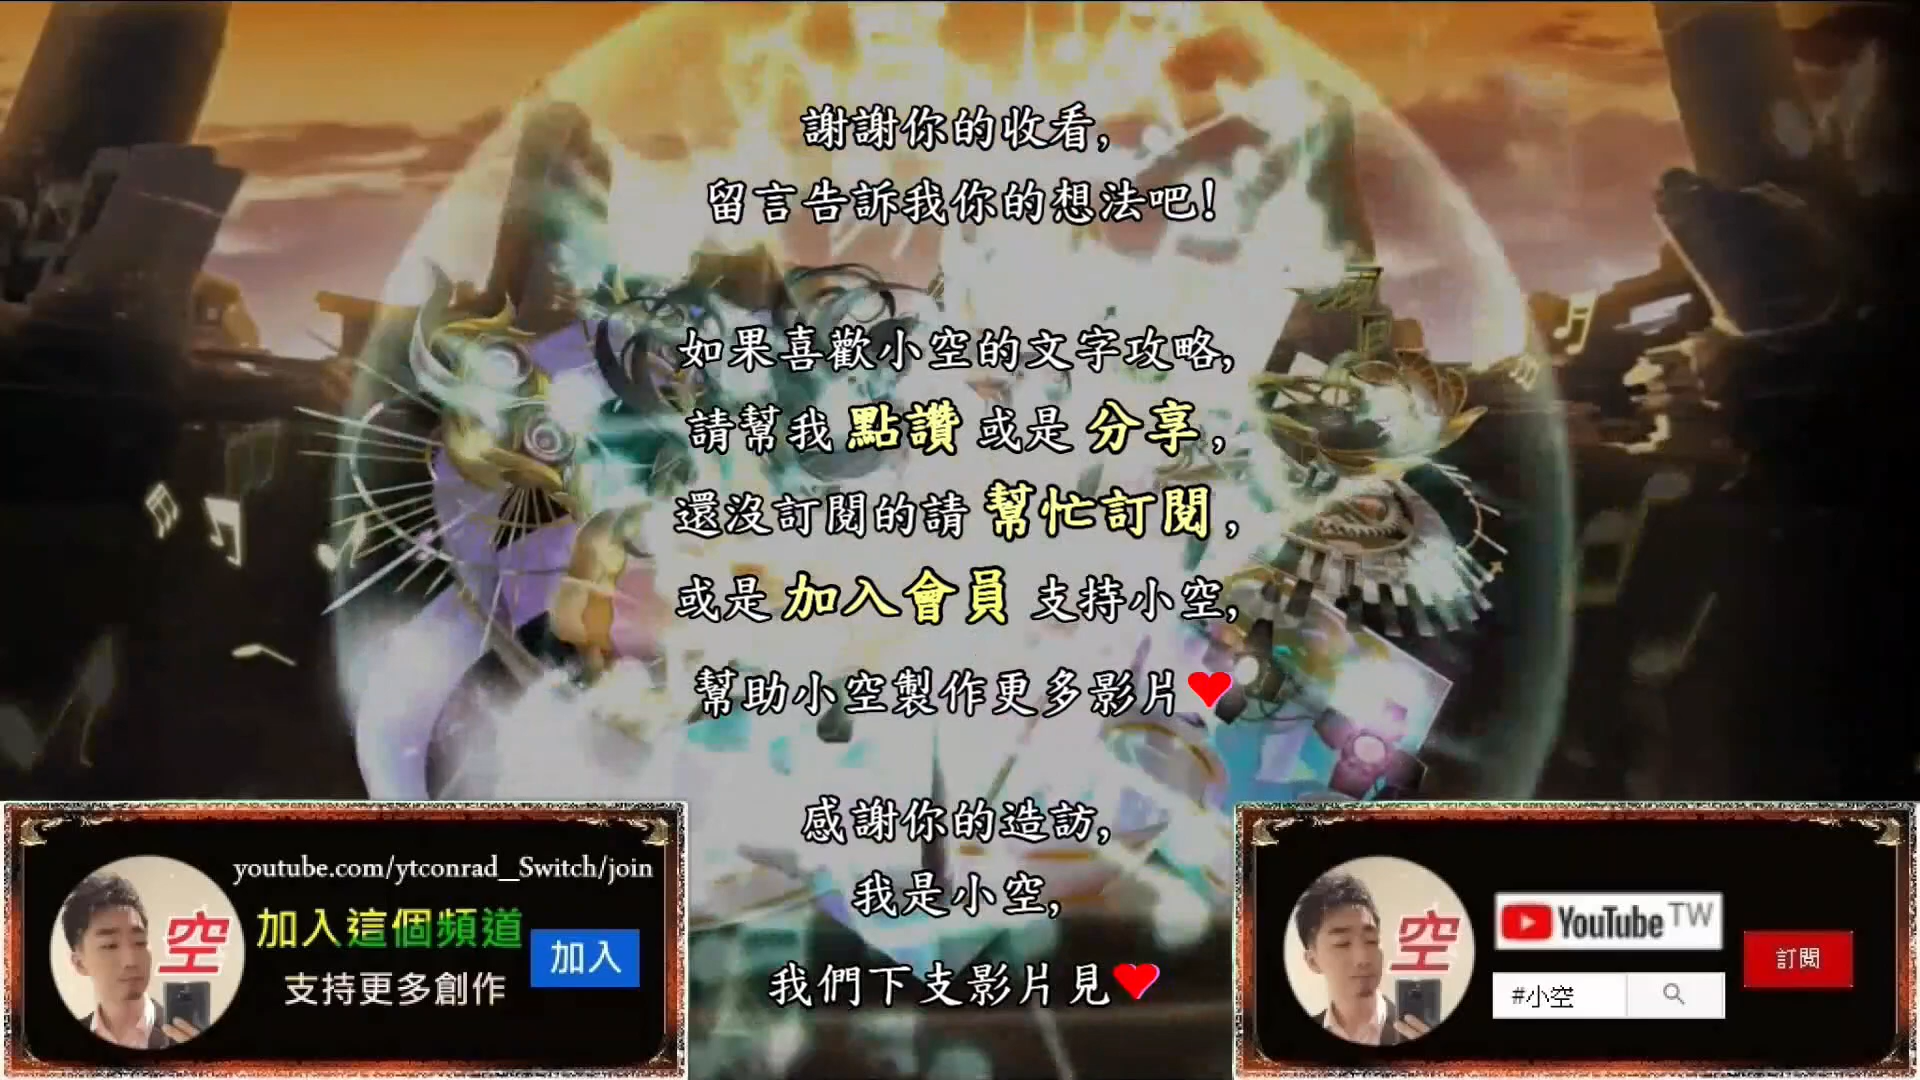 謝謝你的收看,
留言告訴我你的想法吧!
如果喜歡小空的文字攻略,
請幫我 點讚 或是 分享,
還沒訂閱的請 幫忙訂閱,
或是 加入會員 支持小空,
幫助小空製作更多影片❤
感謝你的造訪,
我是小空,
我們下支影片見❤
youtube.com/ytconrad_Switch/join
空
加入這個頻道
支持更多創作
加入
空
YouTube TW
#小空
訂閱